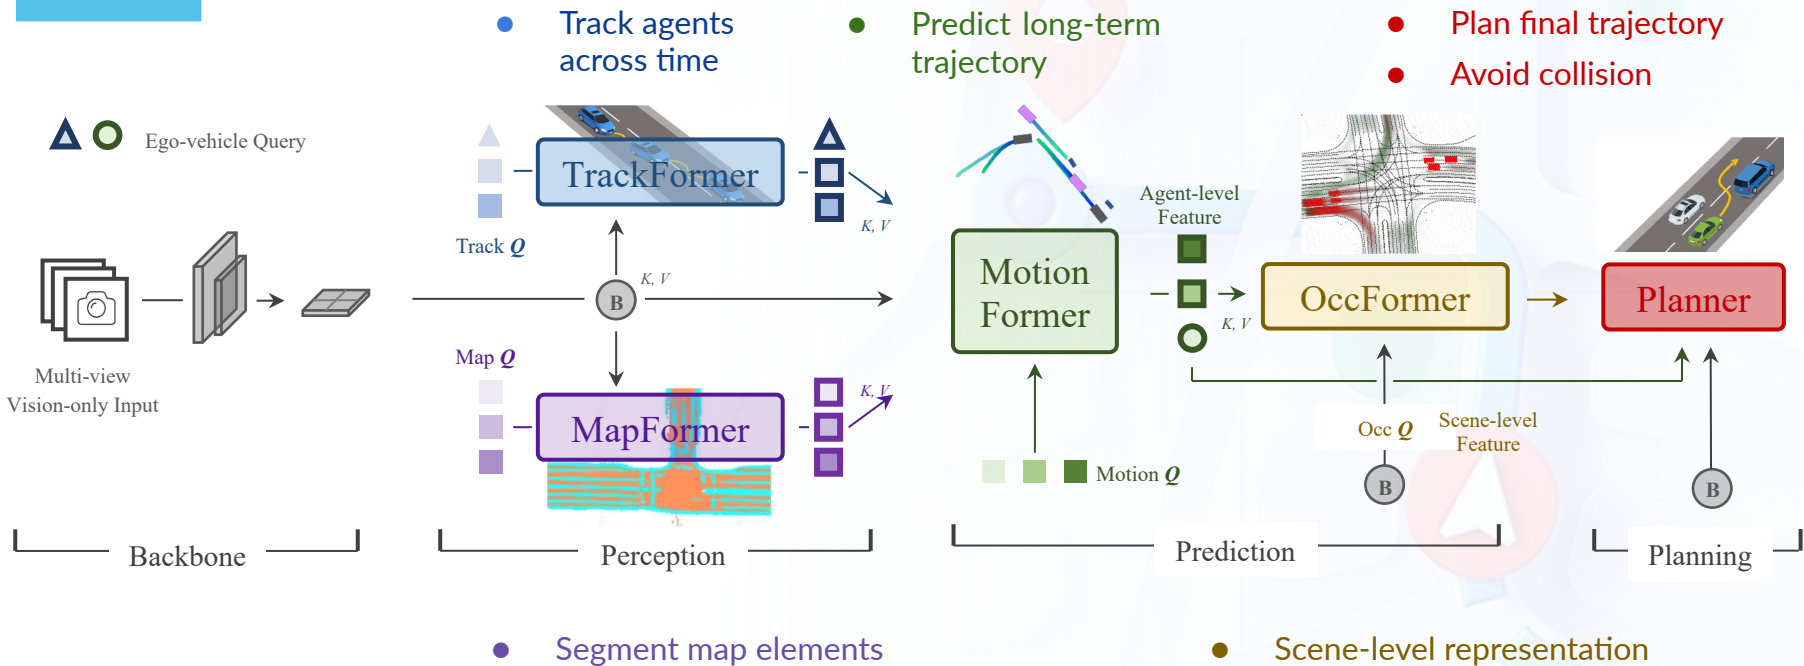 Track agents
across time
Predict long-term
trajectory
Plan final trajectory
Avoid collision
Ego-vehicle Query
TrackFormer
Track Q
K, V
K, V
B
Multi-view
Vision-only Input
Map Q
MapFormer
K, V
Motion
Former
Agent-level
Feature
K, V
Motion Q
OccFormer
Occ Q
Scene-level
Feature
B
Planner
B
Backbone
Perception
Prediction
Planning
Segment map elements
Scene-level representation